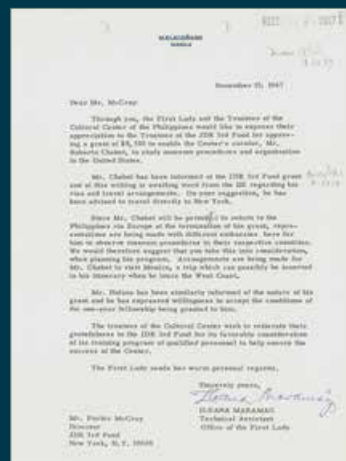 MALACAÑANG
MANILA
November 15, 1967
Dear Mr. McCray:
Through you, the First Lady and the Trustees of the
Cultural Center of the Philippines would like to express their
appreciation to the Trustees of the JDR 3rd Fund for approv-
ing a grant of to enable the Center's curator, Mr.
Roberto Chabet, to study museum procedures and organization
in the United States.
Mr. Chabet has been informed of the JDR 3rd Fund grant
and at this writing is awaiting word from the IIE regarding his
visa and travel arrangements. On your suggestion, he has
been advised to travel directly to New York.
Since Mr. Chabet will be to return to the
Philippines via Europe at the termination of his grant, repre-
sentations are being made with different embassies here for
him to observe museum procedures in their respective countries.
We would therefore suggest that you take this into consideration,
when planning his program. Arrangements are being made for
Mr. Chabet to visit Mexico, a trip which can possibly be inserted
in his itinerary when he tours the West Coast.
Mr. has been similarly informed of the nature of his
grant and he has expressed willingness to accept the conditions of
the one-year fellowship being granted to him.
The trustees of the Cultural Center wish to reiterate their
gratefulness to the JDR 3rd Fund for its favorable consideration
of its training program of qualified personnel to help ensure the
success of the Center.
The First Lady sends her warm personal regards.
Sincerely yours,
ILEANA MARAMAG
Technical Assistant
Office of the First Lady
Mr. Porter McCray
Director
JDR 3rd Fund
New York, N.Y. 10020